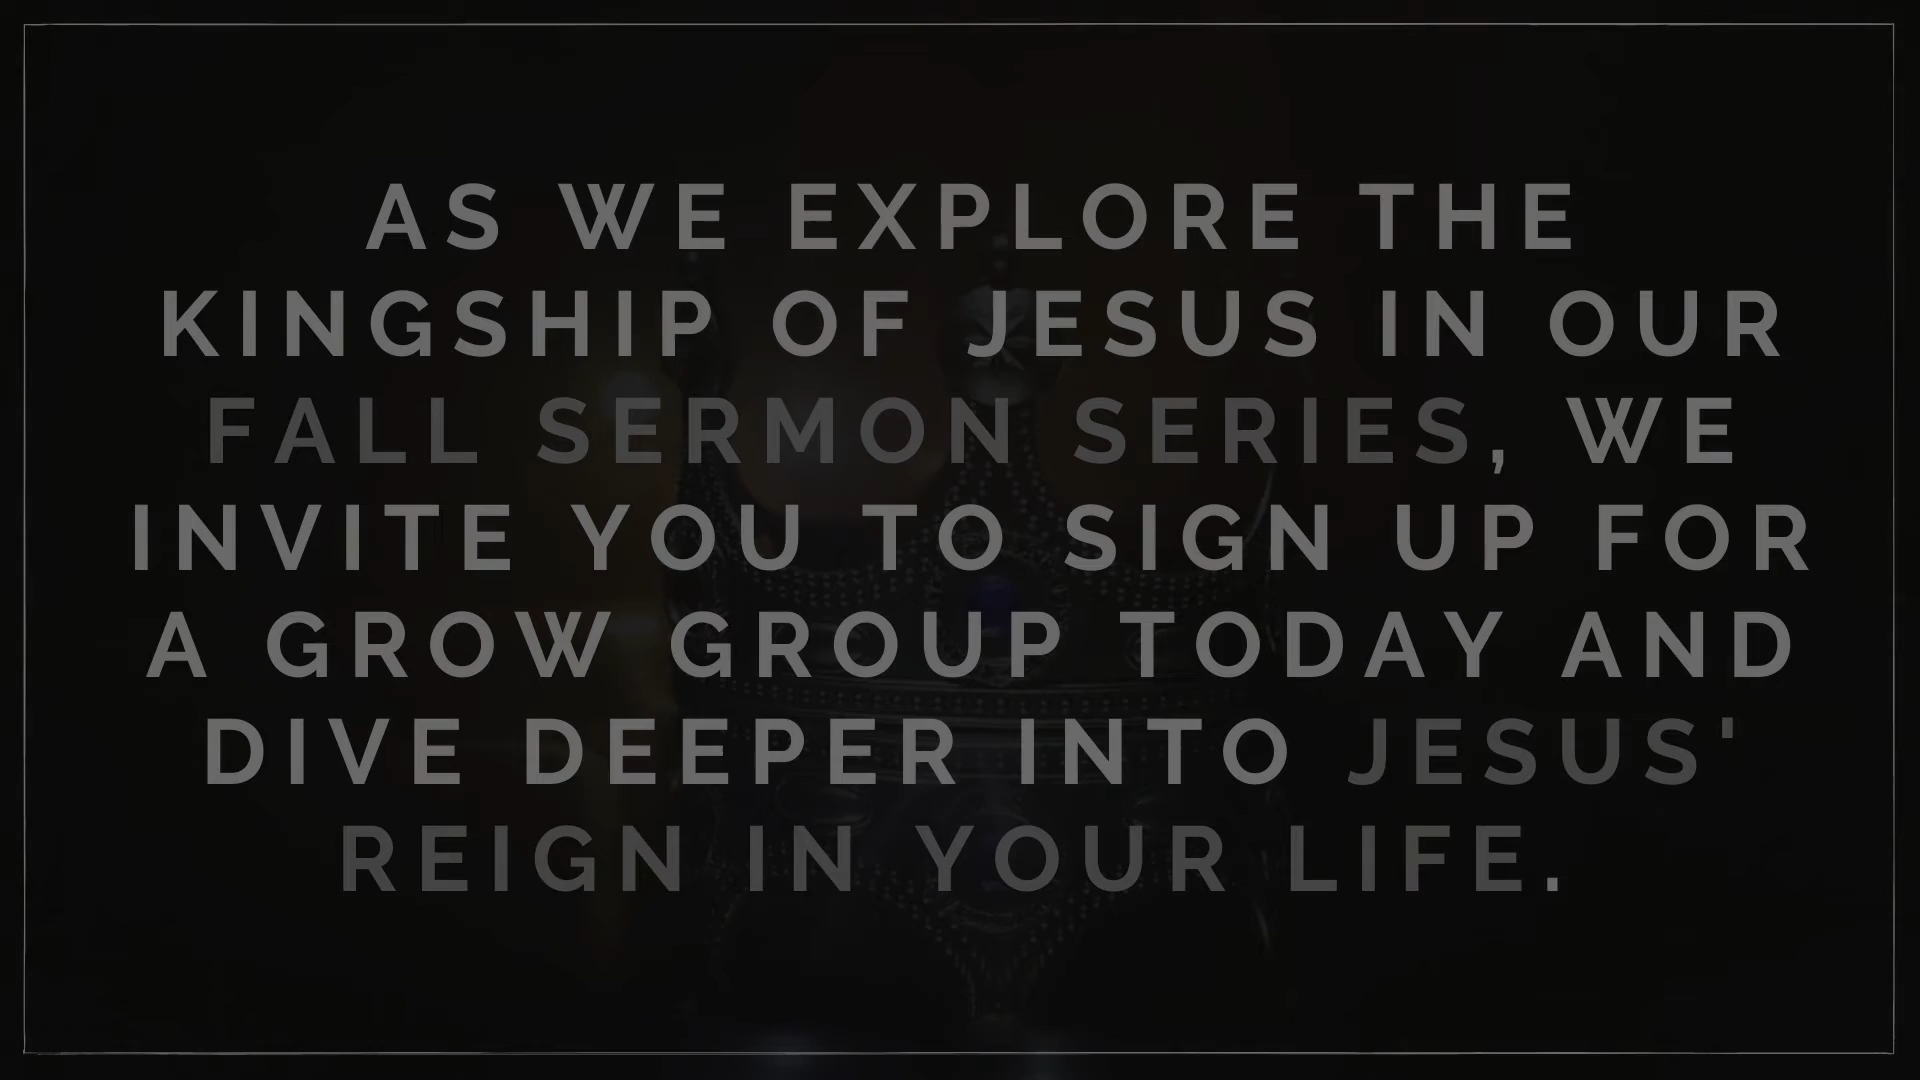 AS WE EXPLORE THE
KINGSHIP OF JESUS IN OUR
FALL SERMON SERIES, WE
INVITE YOU TO SIGN UP FOR
A GROW GROUP TODAY AND
DIVE DEEPER INTO JESUS'
REIGN IN YOUR LIFE.